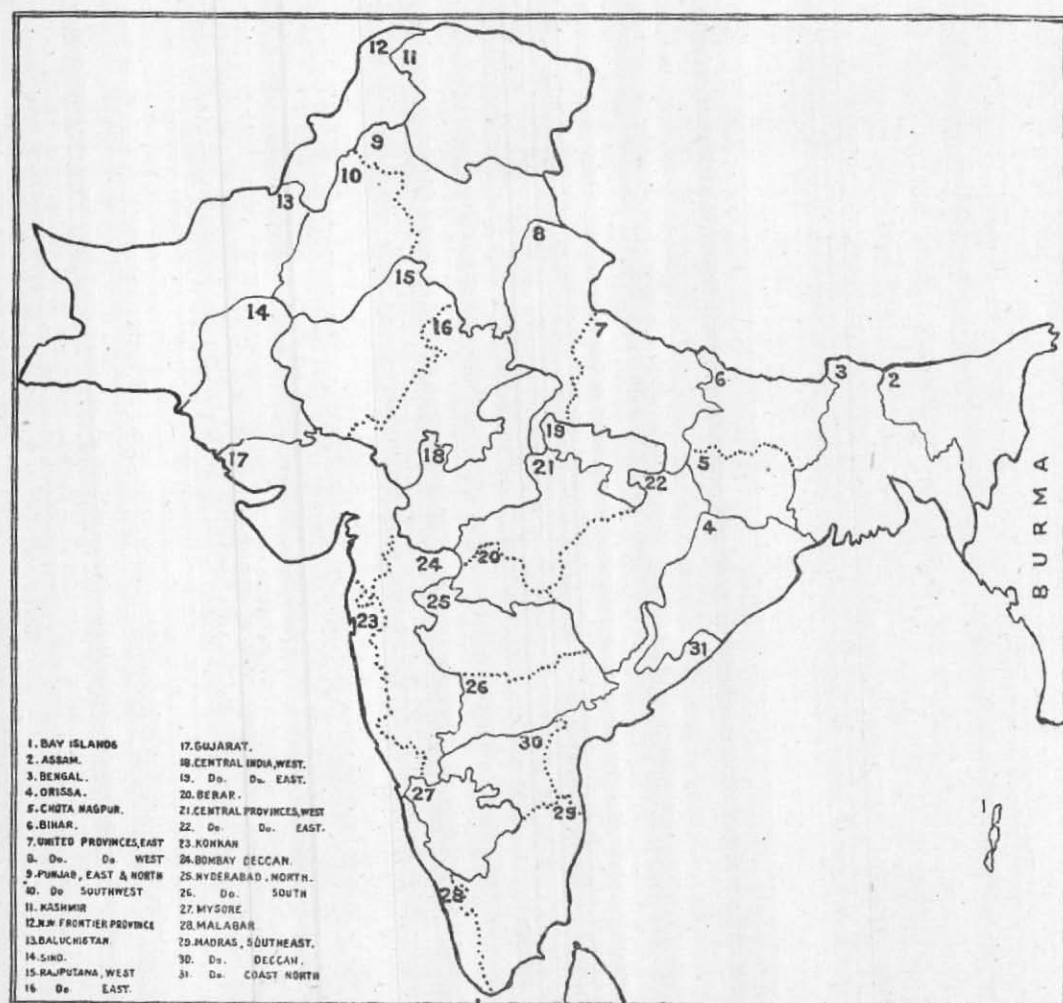 12
11
9
10
13
8
15
14
16
7
6
3
2
19
18
17
21
5
22
4
20
24
25
23
BURMA
31
26
30
27
29
1
28
1. BAY ISLANDS
2. ASSAM.
3. BENGAL.
4. ORISSA.
5. CHOTA NAGPUR.
6. BIHAR.
7. UNITED PROVINCES, EAST
8. Do. Do WEST
9. PUNJAB, EAST & NORTH
10. Do SOUTHWEST
11. KASHMIR
12. N.W FRONTIER PROVINCE
13. BALUCHISTAN
14. SIND.
15. RAJPUTANA, WEST
16 Do EAST.
17. GUJARAT.
18. CENTRAL INDIA, WEST.
19. Do. Do. EAST.
20. BERAR.
21. CENTRAL PROVINCES, WEST
22. Do. Do. EAST.
23. KONKAN
24. BOMBAY DECCAN.
25. HYDERABAD, NORTH.
26. Do. SOUTH
27. MYSORE
28. MALABAR
29. MADRAS, SOUTHEAST.
30. Do. DECCAN.
31. Do. COAST NORTH